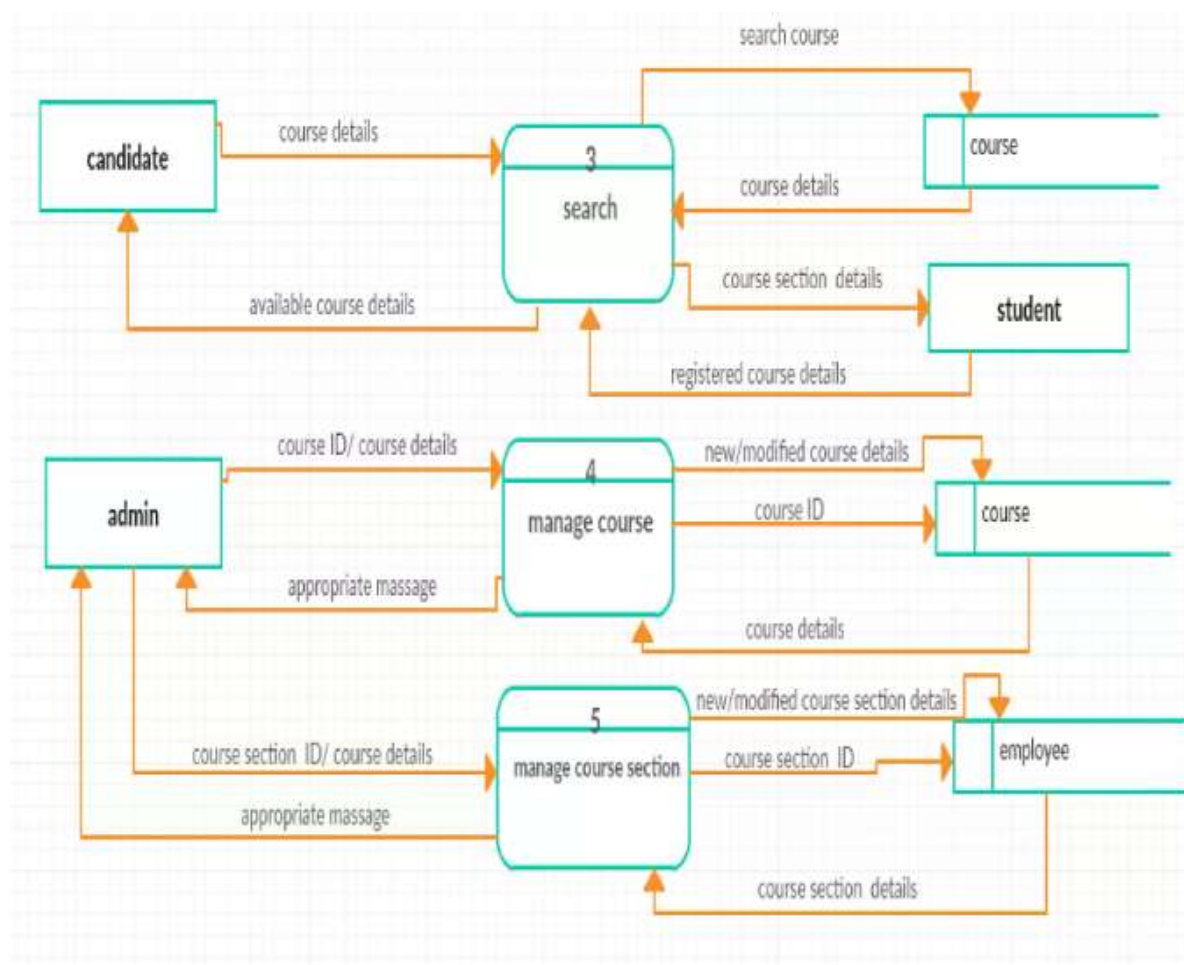 search course
candidate
course details
3
search
course
course details
course section details
student
available course details
registered course details
course ID/ course details
new/modified course details
admin
4
manage course
course ID
course
appropriate massage
course details
5
manage course section
new/modified course section details
course section ID/ course details
course section ID
employee
appropriate massage
course section details